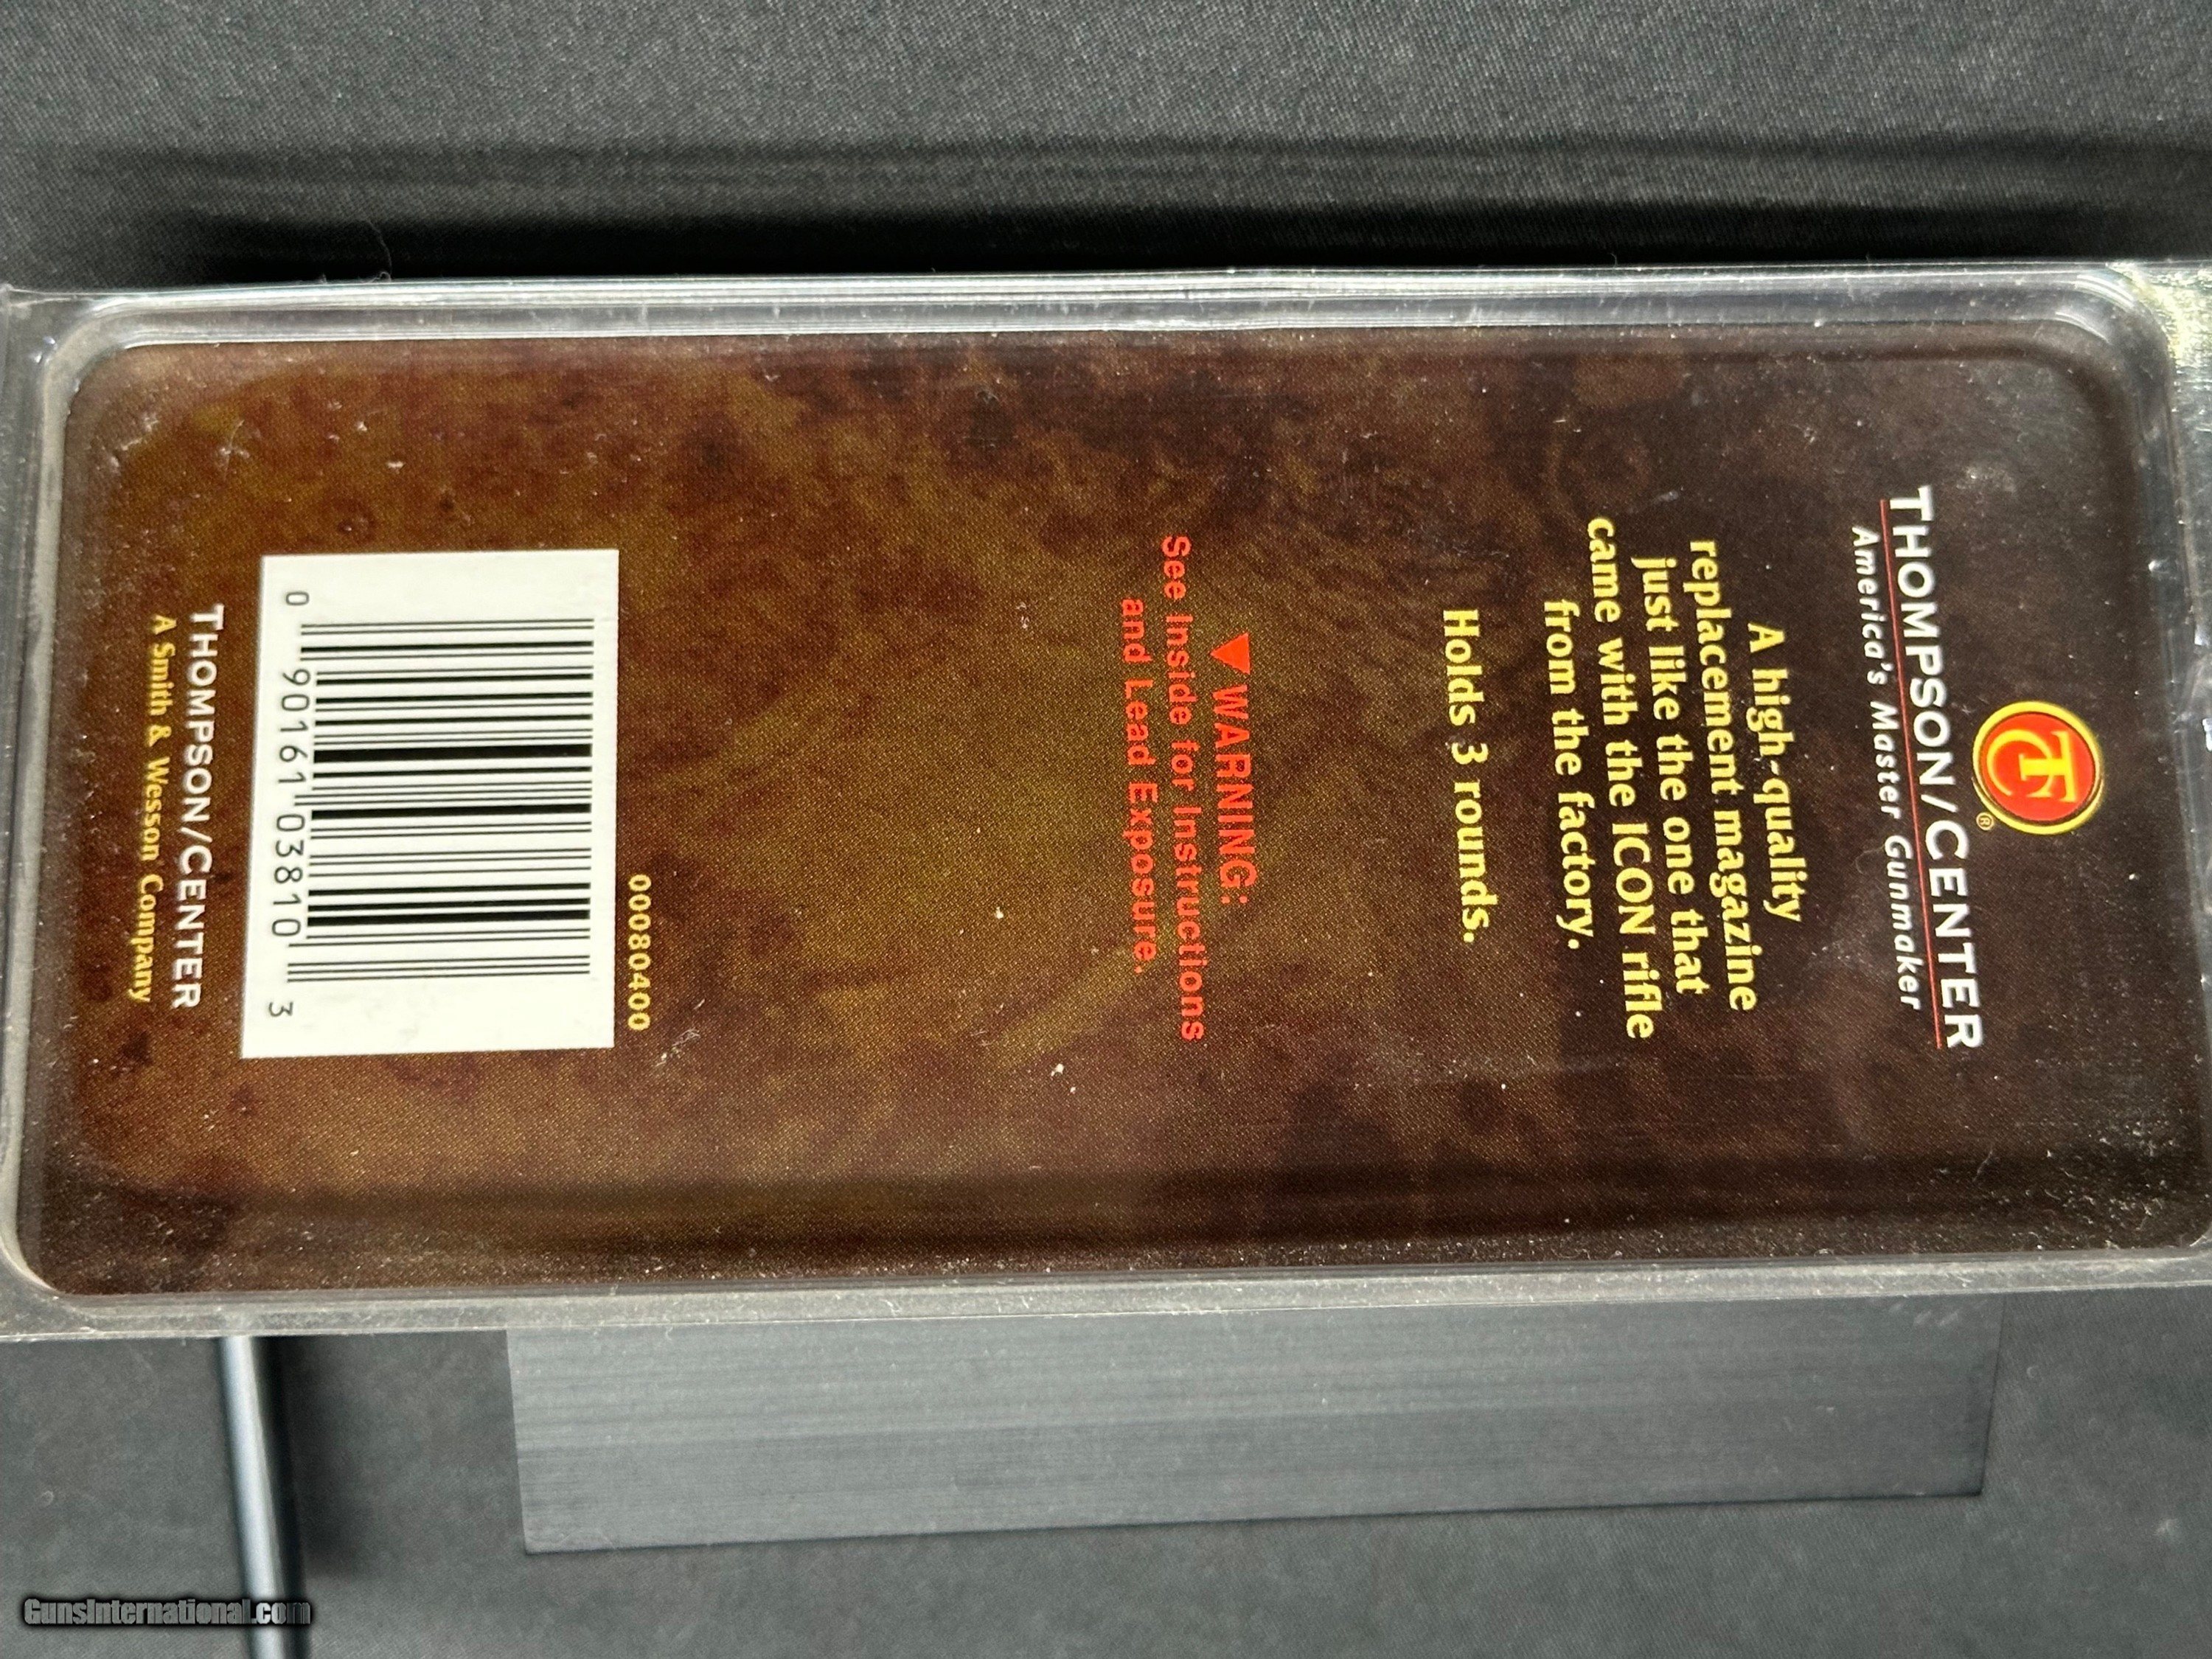 TC®
THOMPSON/CENTER
America's Master Gunmaker
A high-quality
replacement magazine
just like the one that
came with the ICON rifle
from the factory.
Holds 3 rounds.
WARNING:
See Inside for Instructions
and Lead Exposure.
00080400
0 90161 03810 3
THOMPSON/CENTER
A Smith & Wesson Company
GunsInternational.com